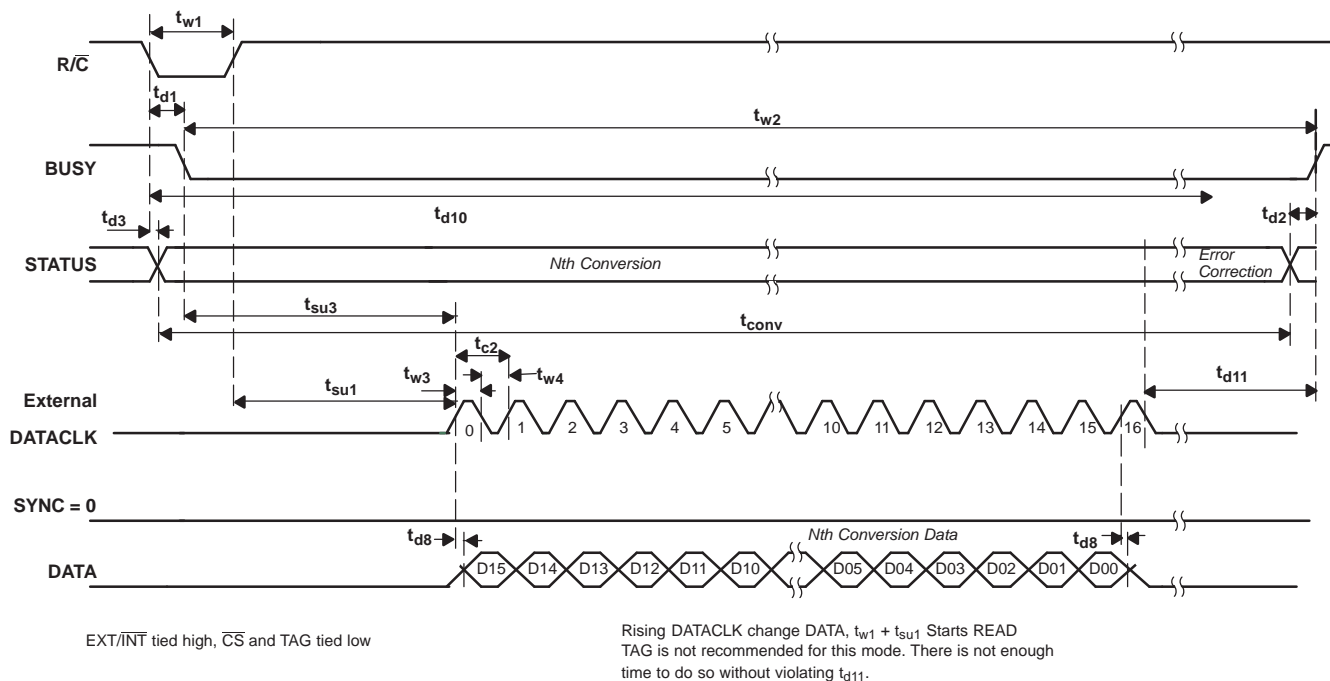 tw1
R/C
td1
tw2
BUSY
td3
td10
td2
STATUS
Nth Conversion
Error
Correction
tsu3
tconv
tc2
tw3
tw4
tsu1
td11
External
DATACLK
0 1 2 3 4 5 10 11 12 13 14 15 16
SYNC = 0
Nth Conversion Data
td8
td8
DATA
D15 D14 D13 D12 D11 D10 D05 D04 D03 D02 D01 D00
EXT/INT tied high, CS and TAG tied low
Rising DATACLK change DATA, tw1 + tsu1 Starts READ
TAG is not recommended for this mode. There is not enough
time to do so without violating td11.